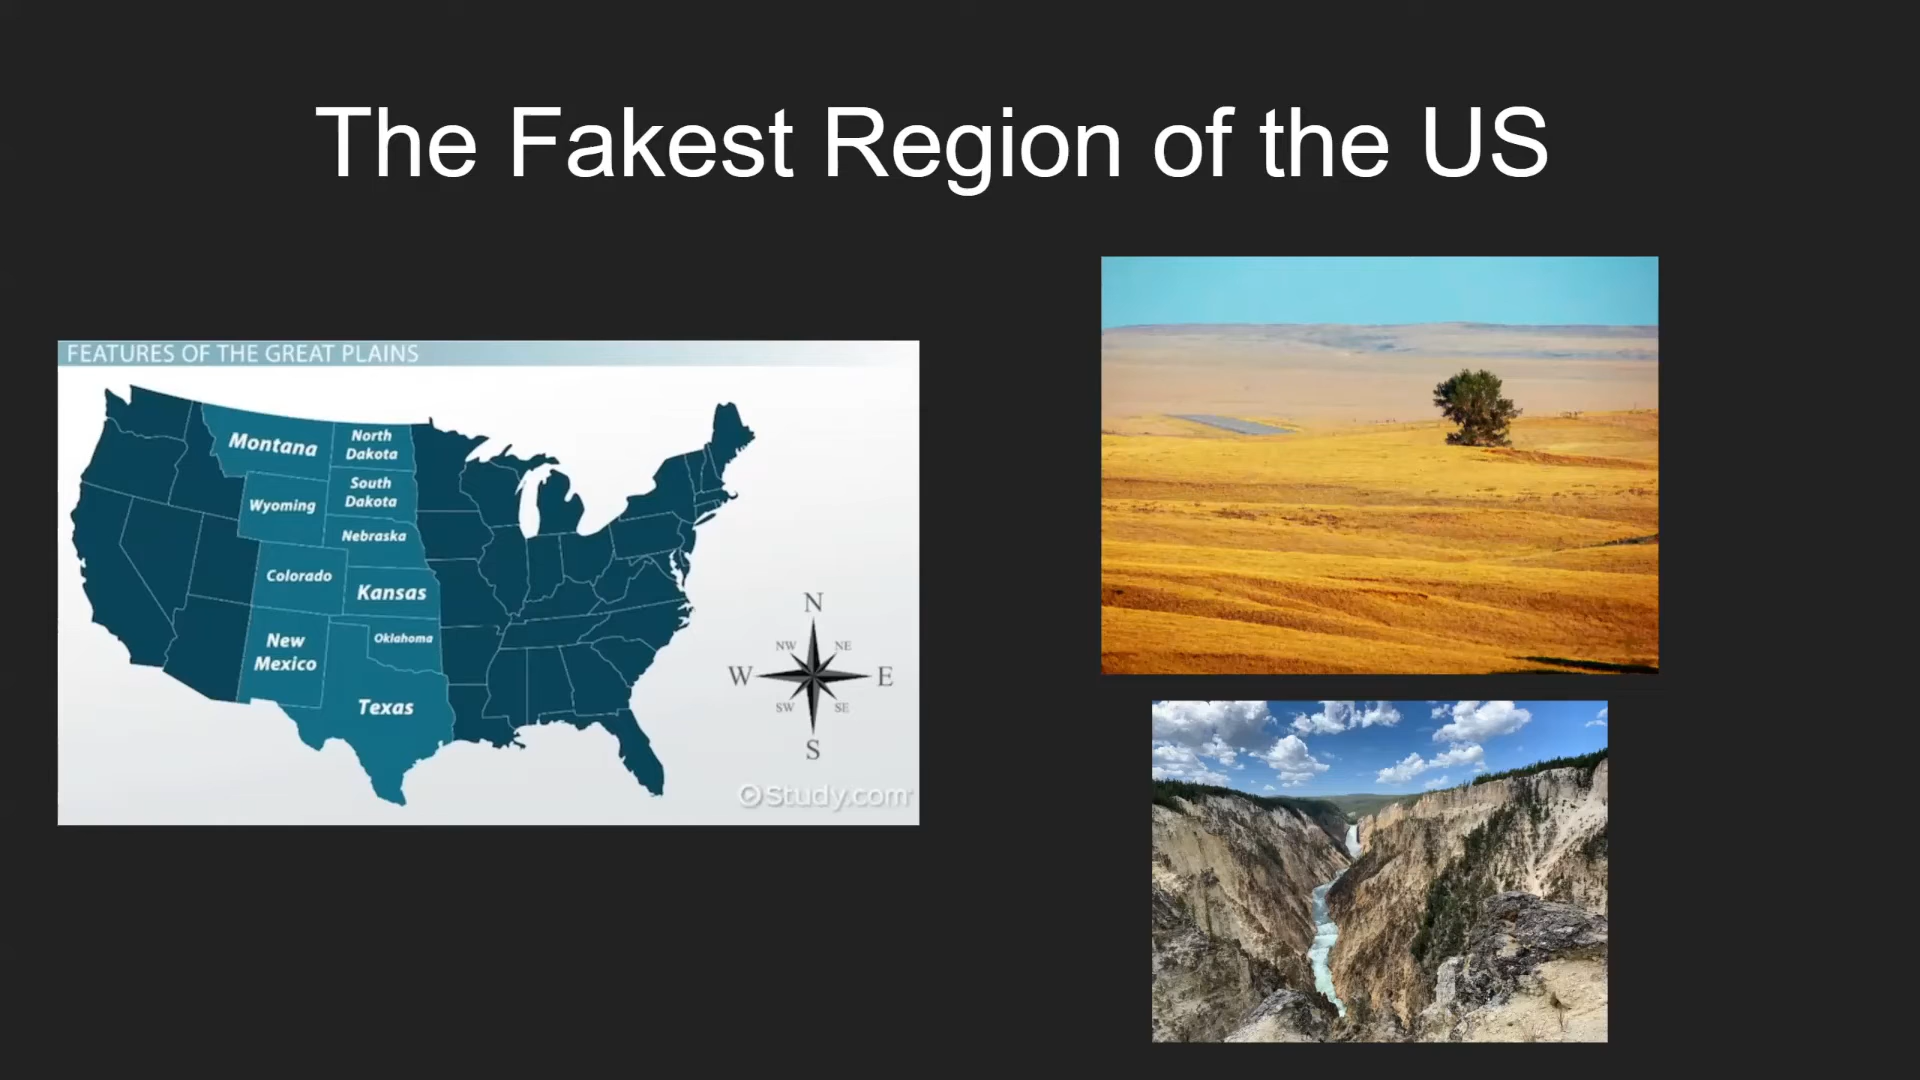 The Fakest Region of the US
FEATURES OF THE GREAT PLAINS
Montana
North
Dakota
South
Dakota
Wyoming
Nebraska
Colorado
Kansas
New
Mexico
Oklahoma
Texas
N
NW
NE
W
E
SW
SE
S
Study.com